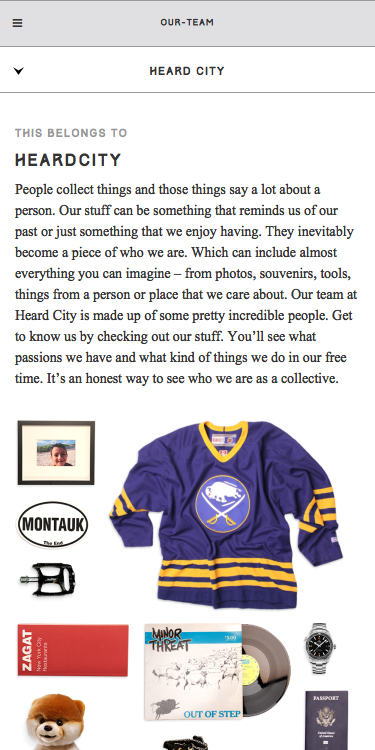 OUR-TEAM
HEARD CITY
THIS BELONGS TO
HEARDCITY
People collect things and those things say a lot about a
person. Our stuff can be something that reminds us of our
past or just something that we enjoy having. They inevitably
become a piece of who we are. Which can include almost
everything you can imagine – from photos, souvenirs, tools,
things from a person or place that we care about. Our team at
Heard City is made up of some pretty incredible people. Get
to know us by checking out our stuff. You’ll see what
passions we have and what kind of things we do in our free
time. It’s an honest way to see who we are as a collective.
MONTAUK
The End
ZAGAT
New York City
Restaurants
MINOR
THREAT
OUT OF STEP
PASSPORT